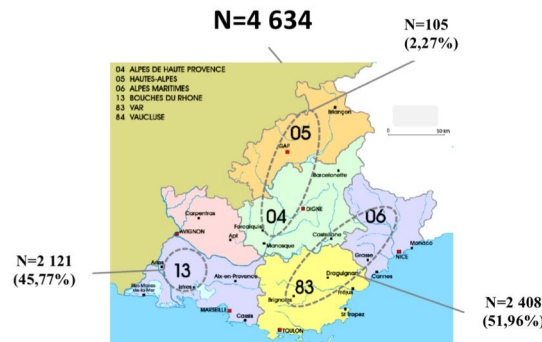 N=4 634
N=105
(2,27%)
04 ALPES DE HAUTE PROVENCE
05 HAUTES-ALPES
06 ALPES MARITIMIES
13 BOUCHES DU RHONE
83 VAR
84 VAUCLUSE
Briançon
05
GAP
50 km
Barcelonette
Carpentras
04
DIGNE
06
Forcalquier
AVIGNON
Apt
Manosque
Castellane
Monaco
Grasse
NICE
N=2 121
(45,77%)
Arles
13
Aix-en-Provence
Draguignan
Cannes
Istres
83
Fréjus
Brignoles
N=2 408
(51,96%)
MARSEILLE
St Tropez
Cassis
TOULON